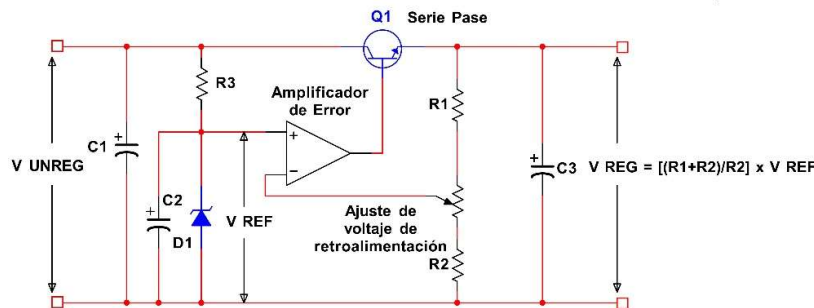 Q1 Serie Pase
R3
Amplificador
de Error
R1
C1
+
V UNREG
+
−
+
C3
V REG = [(R1+R2)/R2] x V REF
+
C2
D1
V REF
Ajuste de
voltaje de
retroalimentación
R2